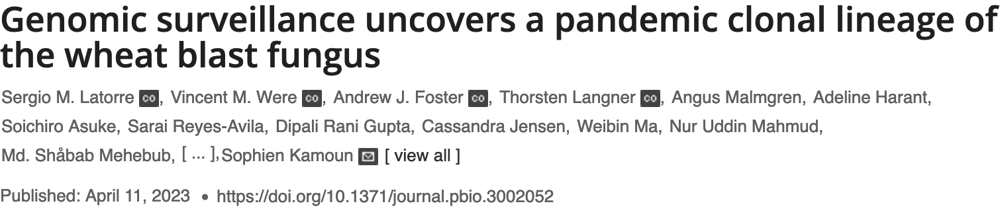 Genomic surveillance uncovers a pandemic clonal lineage of
the wheat blast fungus
Sergio M. Latorre co, Vincent M. Were co, Andrew J. Foster co, Thorsten Langner co, Angus Malmgren, Adeline Harant,
Soichiro Asuke, Sarai Reyes-Avila, Dipali Rani Gupta, Cassandra Jensen, Weibin Ma, Nur Uddin Mahmud,
Md. Shåbab Mehebub, [ ... ], Sophien Kamoun [ view all ]
Published: April 11, 2023 • https://doi.org/10.1371/journal.pbio.3002052